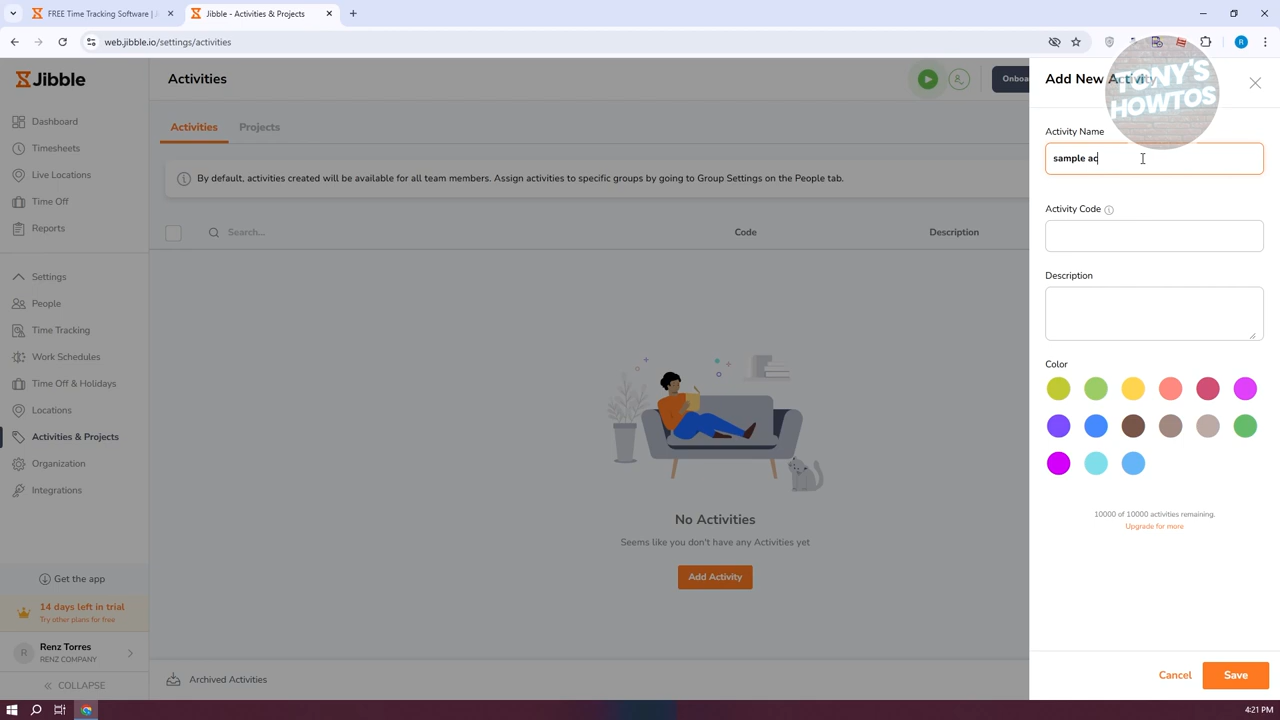 FREE Time Tracking Software | J
Jibble - Activities & Projects
web.jibble.io/settings/activities
R
Jibble
Activities
Onboa
Add New Activity
TONY'S
HOWTOS
Dashboard
Timesheets
Live Locations
Time Off
Reports
Settings
People
Time Tracking
Work Schedules
Time Off & Holidays
Locations
Activities & Projects
Organization
Integrations
Get the app
14 days left in trial
Try other plans for free
R
Renz Torres
RENZ COMPANY
COLLAPSE
Activities
Projects
By default, activities created will be available for all team members. Assign activities to specific groups by going to Group Settings on the People tab.
Search...
Code
Description
No Activities
Seems like you don't have any Activities yet
Add Activity
Archived Activities
Activity Name
sample ac
Activity Code
Description
Color
10000 of 10000 activities remaining.
Upgrade for more
Cancel
Save
4:21 PM